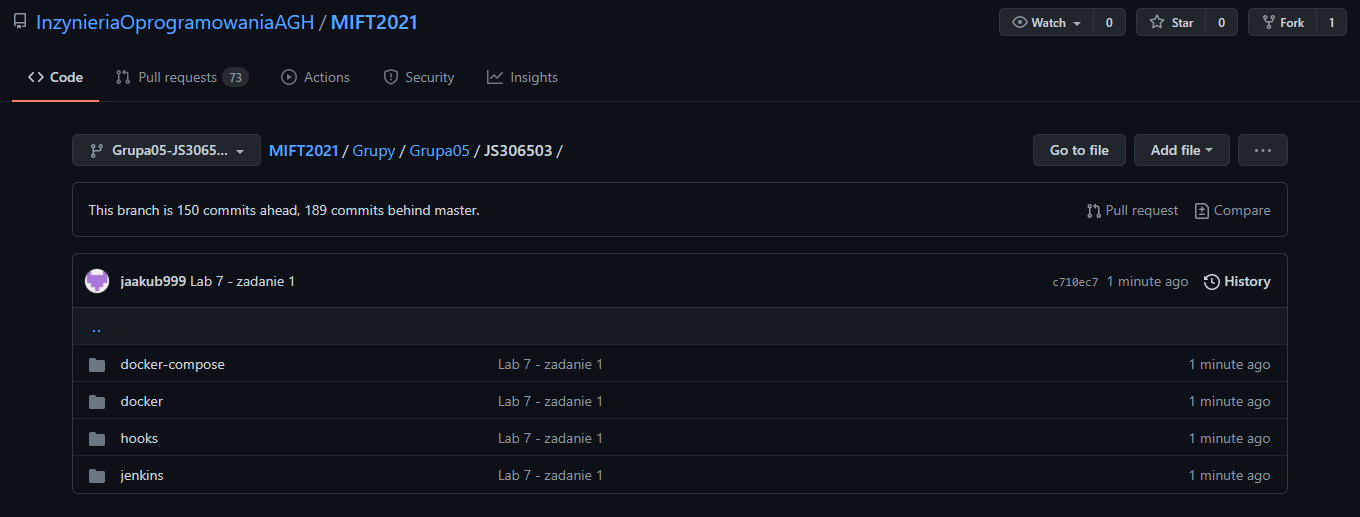 InzynieriaOprogramowaniaAGH / MIFT2021
Watch 0 Star 0 Fork 1
Code Pull requests 73 Actions Security Insights
Grupa05-JS3065... MIFT2021 / Grupy / Grupa05 / JS306503 / Go to file Add file ...
This branch is 150 commits ahead, 189 commits behind master. Pull request Compare
jaakub999 Lab 7 - zadanie 1 c710ec7 1 minute ago History
..
docker-compose Lab 7 - zadanie 1 1 minute ago
docker Lab 7 - zadanie 1 1 minute ago
hooks Lab 7 - zadanie 1 1 minute ago
jenkins Lab 7 - zadanie 1 1 minute ago